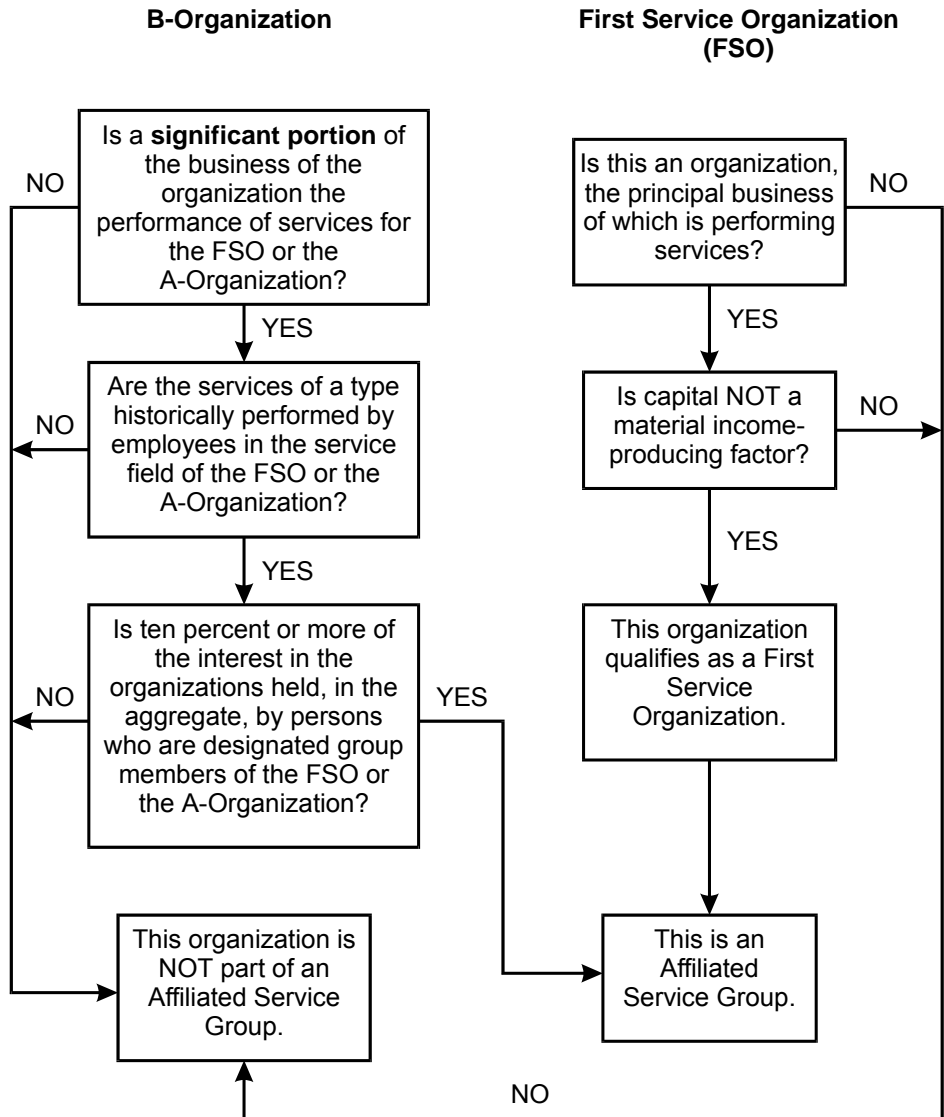 B-Organization
Is a significant portion of
the business of the
organization the
performance of services for
the FSO or the
A-Organization?
NO
YES
Are the services of a type
historically performed by
employees in the service
field of the FSO or the
A-Organization?
NO
YES
Is ten percent or more of
the interest in the
organizations held, in the
aggregate, by persons
who are designated group
members of the FSO or
the A-Organization?
NO
YES
This organization is
NOT part of an
Affiliated Service
Group.
First Service Organization
(FSO)
Is this an organization,
the principal business
of which is performing
services?
NO
YES
Is capital NOT a
material income-
producing factor?
NO
YES
This organization
qualifies as a First
Service
Organization.
This is an
Affiliated
Service Group.
NO